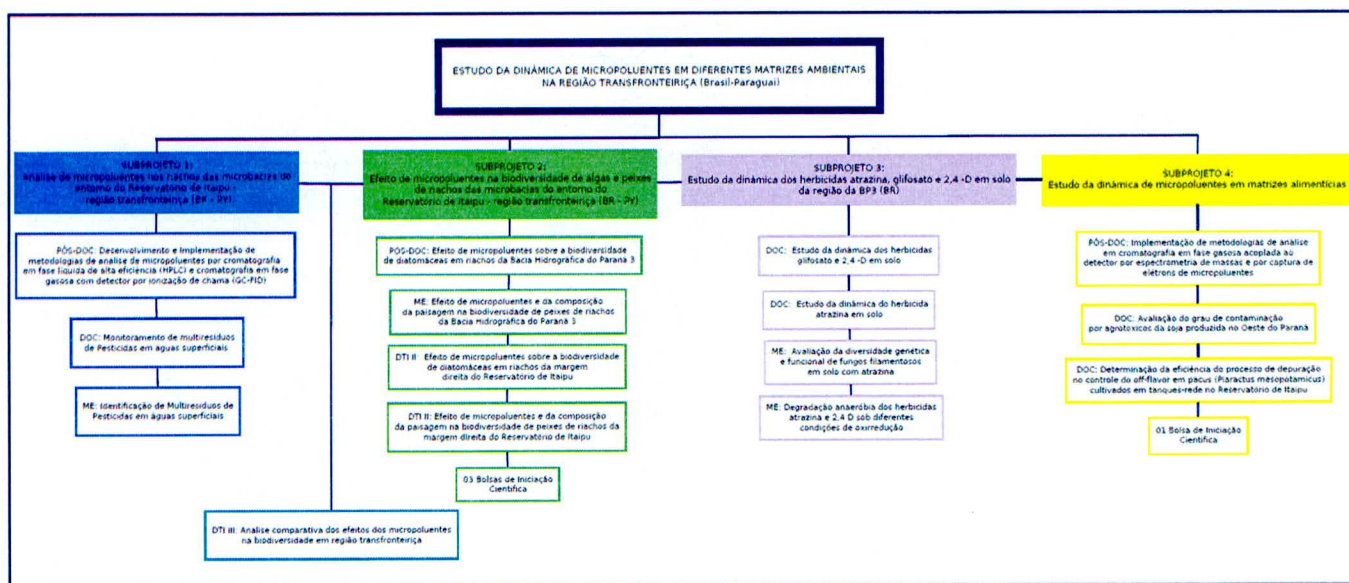 ESTUDO DA DINÂMICA DE MICROPOLUENTES EM DIFERENTES MATRIZES AMBIENTAIS
NA REGIÃO TRANSFRONTEIRIÇA (Brasil-Paraguai)
SUBPROJETO 1:
Análise de micropoluentes nos riachos das microbacias do
entorno do Reservatório de Itaipu -
região transfronteiriça (BR - PY)
PÓS-DOC: Desenvolvimento e Implementação de
metodologias de analise de micropoluentes por cromatografia
em fase líquida de alta eficiência (HPLC) e cromatografia em fase
gasosa com detector por ionização de chama (GC-FID)
DOC: Monitoramento de multiresíduos
de Pesticidas em águas superficiais
ME: Identificação de Multiresíduos de
Pesticidas em águas superficiais
SUBPROJETO 2:
Efeito de micropoluentes na biodiversidade de algas e peixes
de riachos das microbacias do entorno do
Reservatório de Itaipu - região transfronteiriça (BR - PY)
PÓS-DOC: Efeito de micropoluentes sobre a biodiversidade
de diatomáceas em riachos da Bacia Hidrográfica do Paraná 3
ME: Efeito de micropoluentes e da composição
da paisagem na biodiversidade de peixes de riachos
da Bacia Hidrográfica do Paraná 3
DTI II: Efeito de micropoluentes sobre a biodiversidade
de diatomáceas em riachos da margem
direita do Reservatório de Itaipu
DTI II: Efeito de micropoluentes e da composição
da paisagem na biodiversidade de peixes de riachos da
margem direita do Reservatório de Itaipu
03 Bolsas de Iniciação
Científica
DTI III: Analise comparativa dos efeitos dos micropoluentes
na biodiversidade em região transfronteiriça
SUBPROJETO 3:
Estudo da dinâmica dos herbicidas atrazina, glifosato e 2,4 -D em solo
da região da BP3 (BR)
DOC: Estudo da dinâmica dos herbicidas
glifosato e 2,4 -D em solo
DOC: Estudo da dinâmica do herbicida
atrazina em solo
ME: Avaliação da diversidade genética
e funcional de fungos filamentosos
em solo com atrazina
ME: Degradação anaeróbia dos herbicidas
atrazina e 2,4 D sob diferentes
condições de oxirredução
SUBPROJETO 4:
Estudo da dinâmica de micropoluentes em matrizes alimentícias
PÓS-DOC: Implementação de metodologias de análise
em cromatografia em fase gasosa acoplada ao
detector por espectrometria de massas e por captura de
elétrons de micropoluentes
DOC: Avaliação do grau de contaminação
por agrotoxicos da soja produzida no Oeste do Paraná
DOC: Determinação da eficiência do processo de depuração
no controle do off-flavor em pacus (Piaractus mesopotamicus)
cultivados em tanques-rede no Reservatório de Itaipu
01 Bolsa de Iniciação
Científica